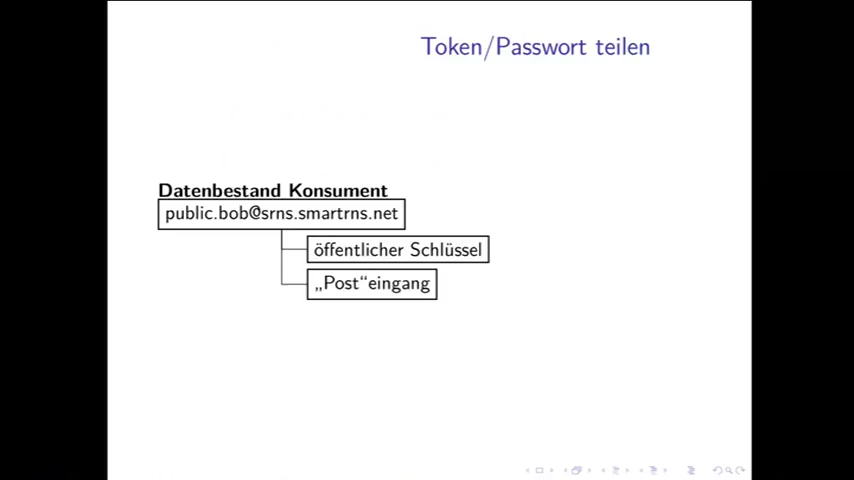 Token/Passwort teilen
Datenbestand Konsument
public.bob@srns.smartrns.net
öffentlicher Schlüssel
„Post“eingang